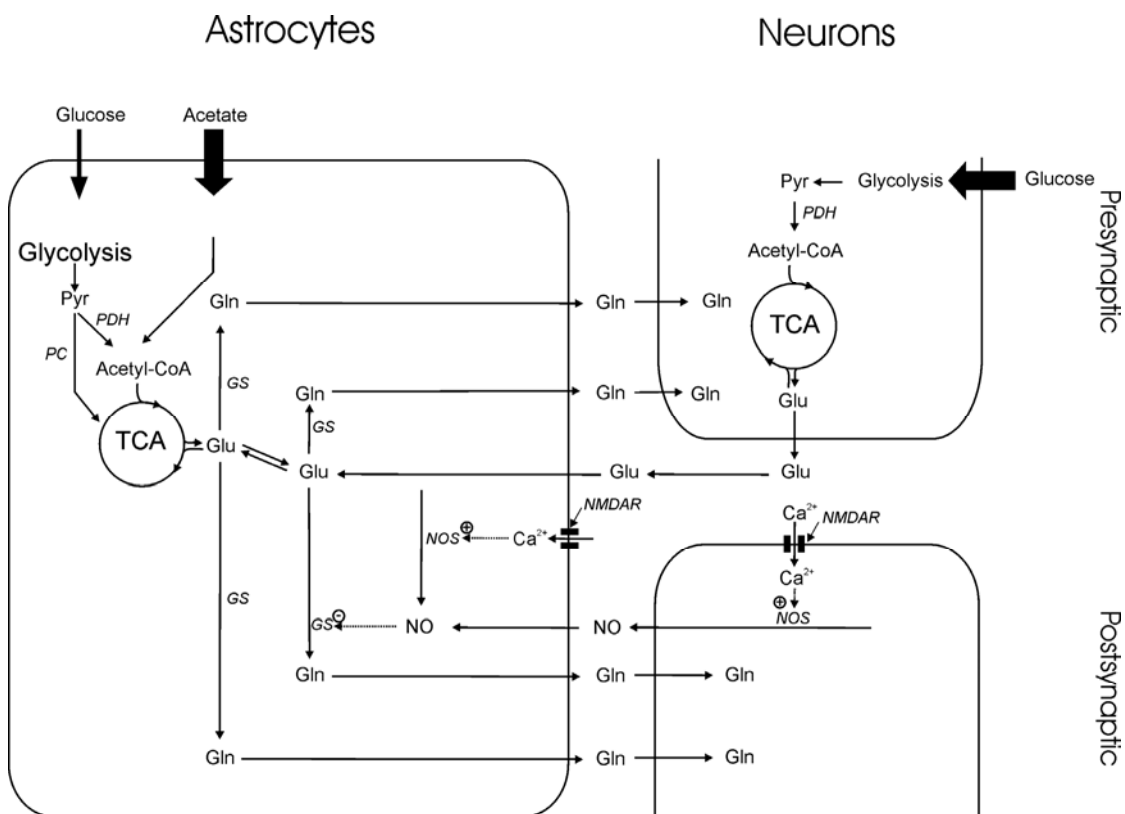 Astrocytes
Neurons
Glucose
Acetate
Glycolysis
Pyr
PDH
PC
Acetyl-CoA
TCA
Gln
GS
Glu
GS
Gln
Gln
GS
Glu
Gln
GS⊖
NOS⊕
Ca²⁺
NMDAR
NO
Gln
Gln
Gln
Glu
NO
Gln
Gln
Pyr
Glycolysis
Glucose
PDH
Acetyl-CoA
TCA
Gln
Gln
Glu
Glu
Ca²⁺
NMDAR
Ca²⁺
⊕
NOS
Gln
Gln
Presynaptic
Postsynaptic